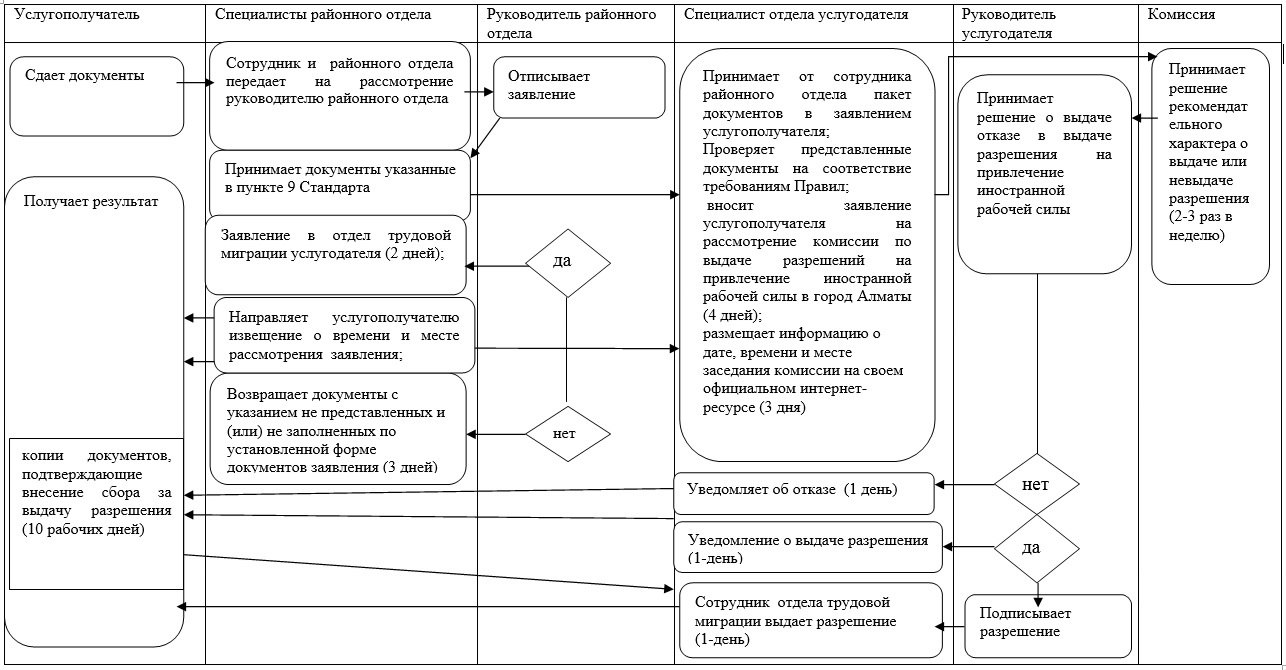 Услугополучатель
Специалисты районного отдела
Руководитель районного
отдела
Специалист отдела услугодателя
Руководитель
услугодателя
Комиссия
Сдает документы
Сотрудник и районного отдела
передает на рассмотрение
руководителю районного отдела
Отписывает
заявление
Принимает от сотрудника
районного отдела пакет
документов в заявлением
услугополучателя;
Проверяет представленные
документы на соответствие
требованиям Правил;
вносит заявление
услугополучателя на
рассмотрение комиссии по
выдаче разрешений на
привлечение иностранной
рабочей силы в город Алматы
(4 дней);
размещает информацию о
дате, времени и месте
заседания комиссии на своем
официальном интернет-
ресурсе (3 дня)
Принимает
решение о выдаче
отказе в выдаче
разрешения на
привлечение
иностранной
рабочей силы
Принимает
решение
рекомендат
ельного
характера о
выдаче или
невыдаче
разрешения
(2-3 раз в
неделю)
Принимает документы указанные
в пункте 9 Стандарта
Получает результат
Заявление в отдел трудовой
миграции услугодателя (2 дней);
да
Направляет услугополучателю
извещение о времени и месте
рассмотрения заявления;
Возвращает документы с
указанием не представленных и
(или) не заполненных по
установленной форме
документов заявления (3 дней)
нет
копии документов,
подтверждающие
внесение сбора за
выдачу разрешения
(10 рабочих дней)
Уведомляет об отказе (1 день)
нет
Уведомление о выдаче разрешения
(1-день)
да
Сотрудник отдела трудовой
миграции выдает разрешение
(1-день)
Подписывает
разрешение